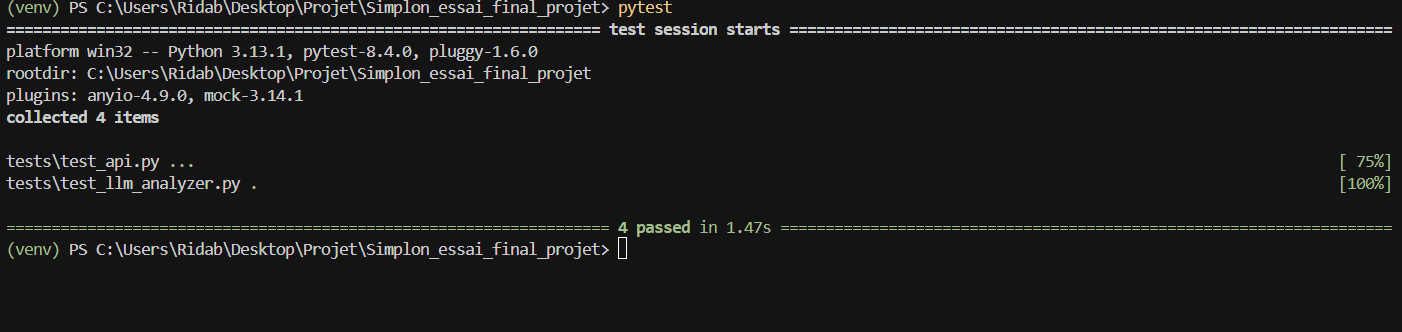 (venv) PS C:\Users\Ridab\Desktop\Projet\Simplon_essai_final_projet> pytest
================================================================== test session starts ===================================================================
platform win32 -- Python 3.13.1, pytest-8.4.0, pluggy-1.6.0
rootdir: C:\Users\Ridab\Desktop\Projet\Simplon_essai_final_projet
plugins: anyio-4.9.0, mock-3.14.1
collected 4 items
tests\test_api.py ... [ 75%]
tests\test_llm_analyzer.py . [100%]
=================================================================== 4 passed in 1.47s ====================================================================
(venv) PS C:\Users\Ridab\Desktop\Projet\Simplon_essai_final_projet>